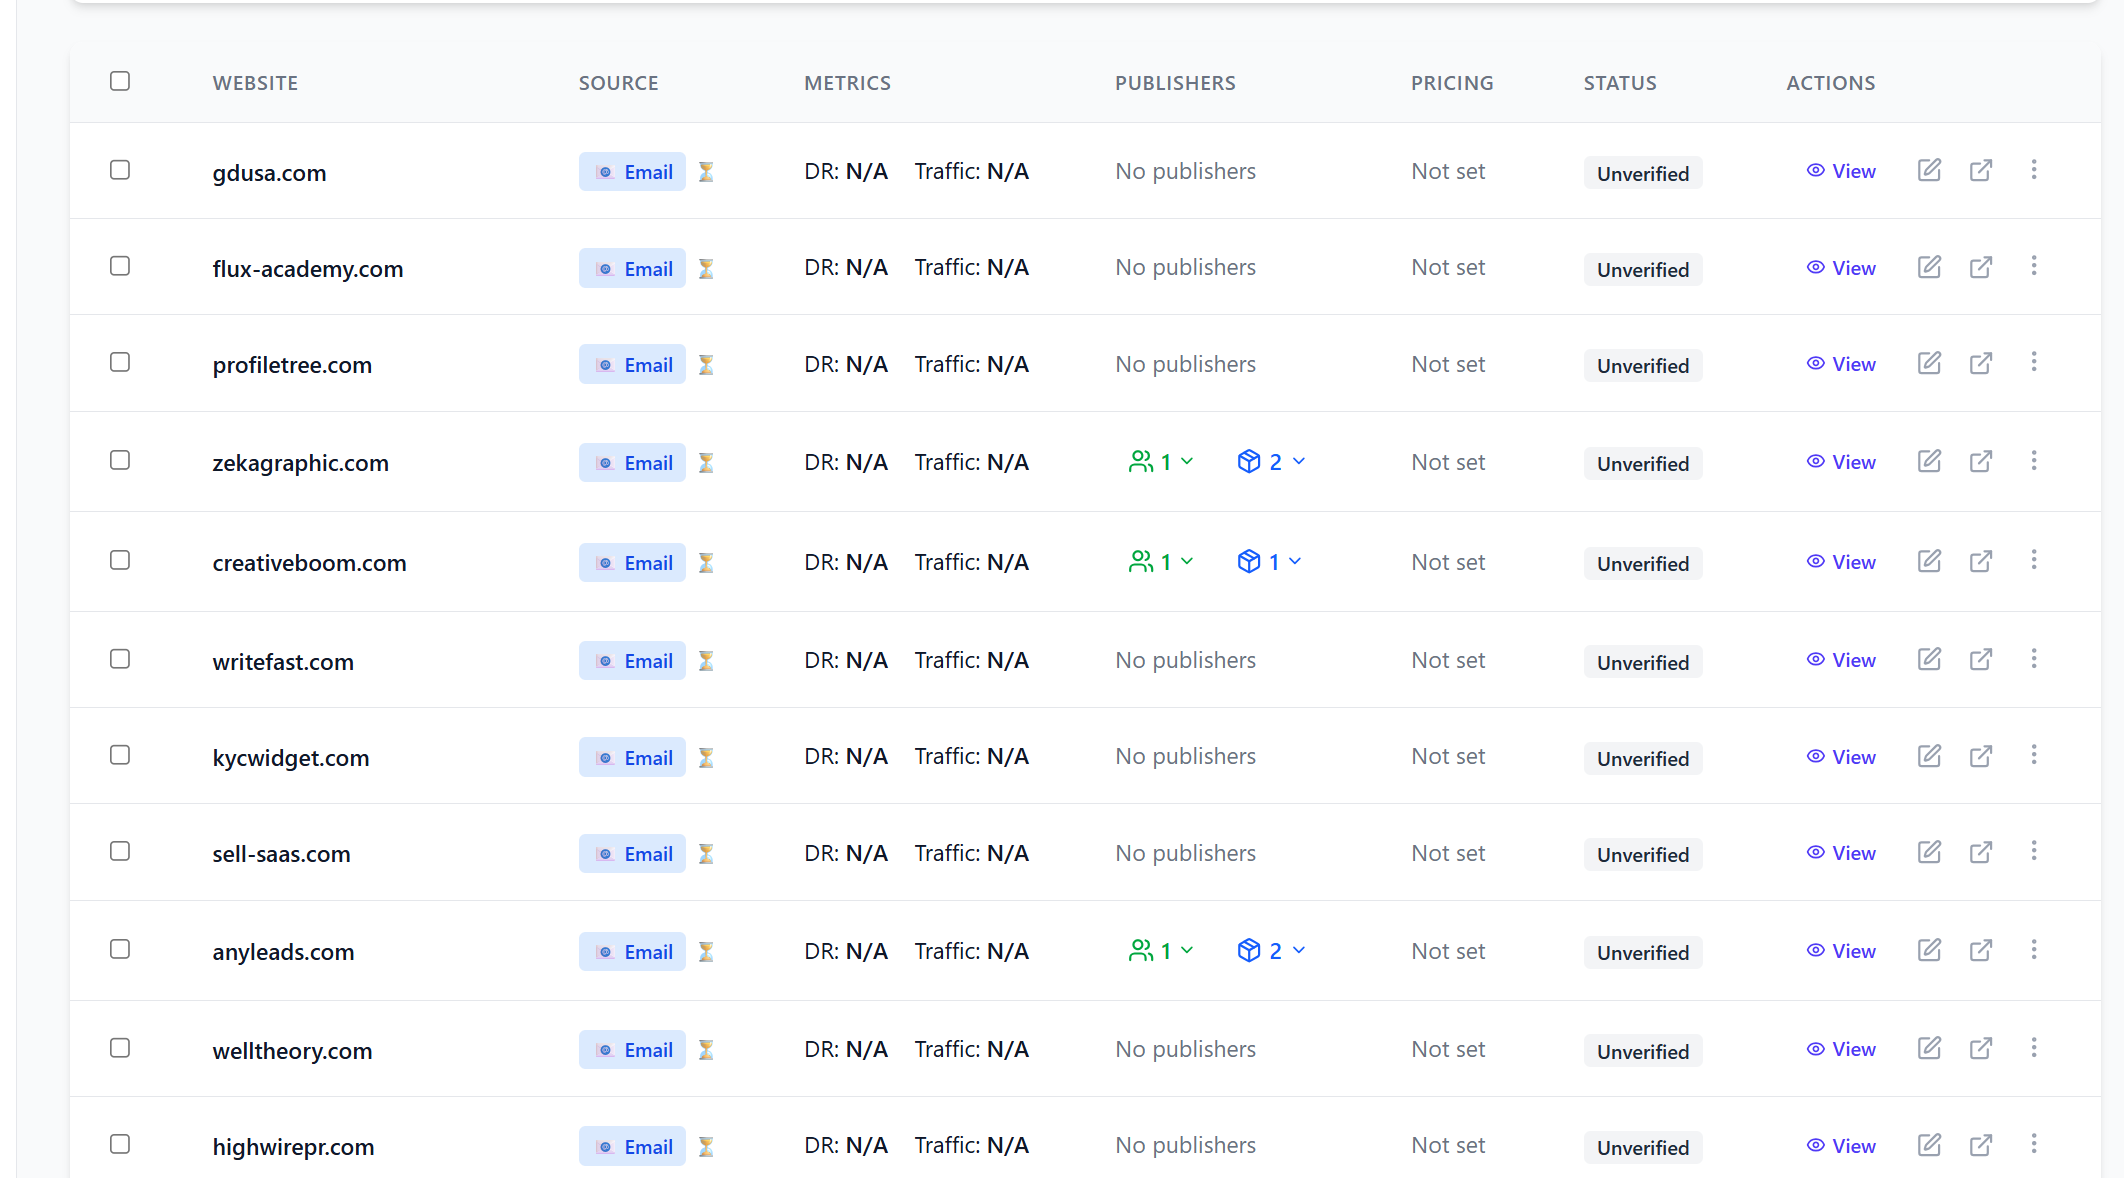 WEBSITE SOURCE METRICS PUBLISHERS PRICING STATUS ACTIONS
gdusa.com Email DR: N/A Traffic: N/A No publishers Not set Unverified View
flux-academy.com Email DR: N/A Traffic: N/A No publishers Not set Unverified View
profiletree.com Email DR: N/A Traffic: N/A No publishers Not set Unverified View
zekagraphic.com Email DR: N/A Traffic: N/A 1 2 Not set Unverified View
creativeboom.com Email DR: N/A Traffic: N/A 1 1 Not set Unverified View
writefast.com Email DR: N/A Traffic: N/A No publishers Not set Unverified View
kycwidget.com Email DR: N/A Traffic: N/A No publishers Not set Unverified View
sell-saas.com Email DR: N/A Traffic: N/A No publishers Not set Unverified View
anyleads.com Email DR: N/A Traffic: N/A 1 2 Not set Unverified View
welltheory.com Email DR: N/A Traffic: N/A No publishers Not set Unverified View
highwirepr.com Email DR: N/A Traffic: N/A No publishers Not set Unverified View